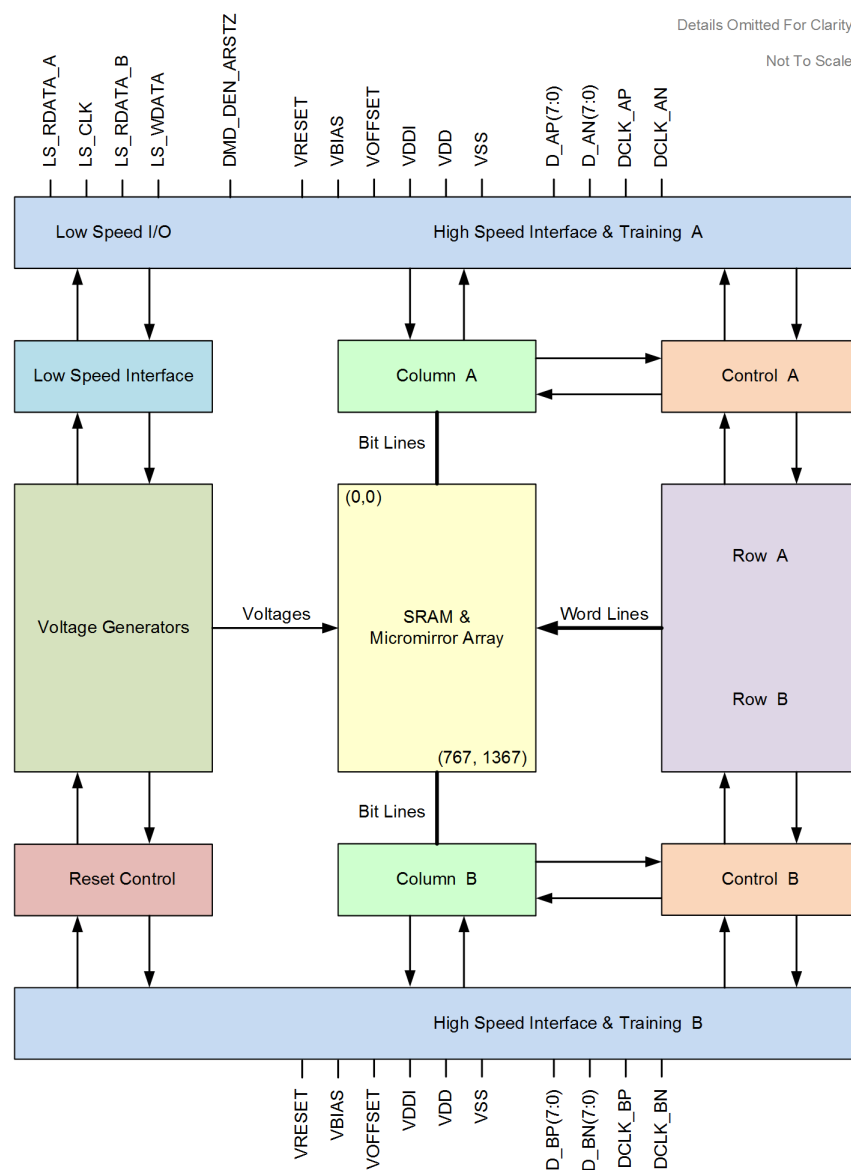 Details Omitted For Clarity
Not To Scale
LS_RDATA_A
LS_CLK
LS_RDATA_B
LS_WDATA
DMD_DEN_ARSTZ
VRESET
VBIAS
VOFFSET
VDDI
VDD
VSS
D_AP(7:0)
D_AN(7:0)
DCLK_AP
DCLK_AN
Low Speed I/O
High Speed Interface & Training A
Low Speed Interface
Column A
Control A
Bit Lines
(0,0)
Voltage Generators
Voltages
SRAM &
Micromirror Array
Word Lines
Row A
Row B
(767, 1367)
Bit Lines
Reset Control
Column B
Control B
High Speed Interface & Training B
VRESET
VBIAS
VOFFSET
VDDI
VDD
VSS
D_BP(7:0)
D_BN(7:0)
DCLK_BP
DCLK_BN